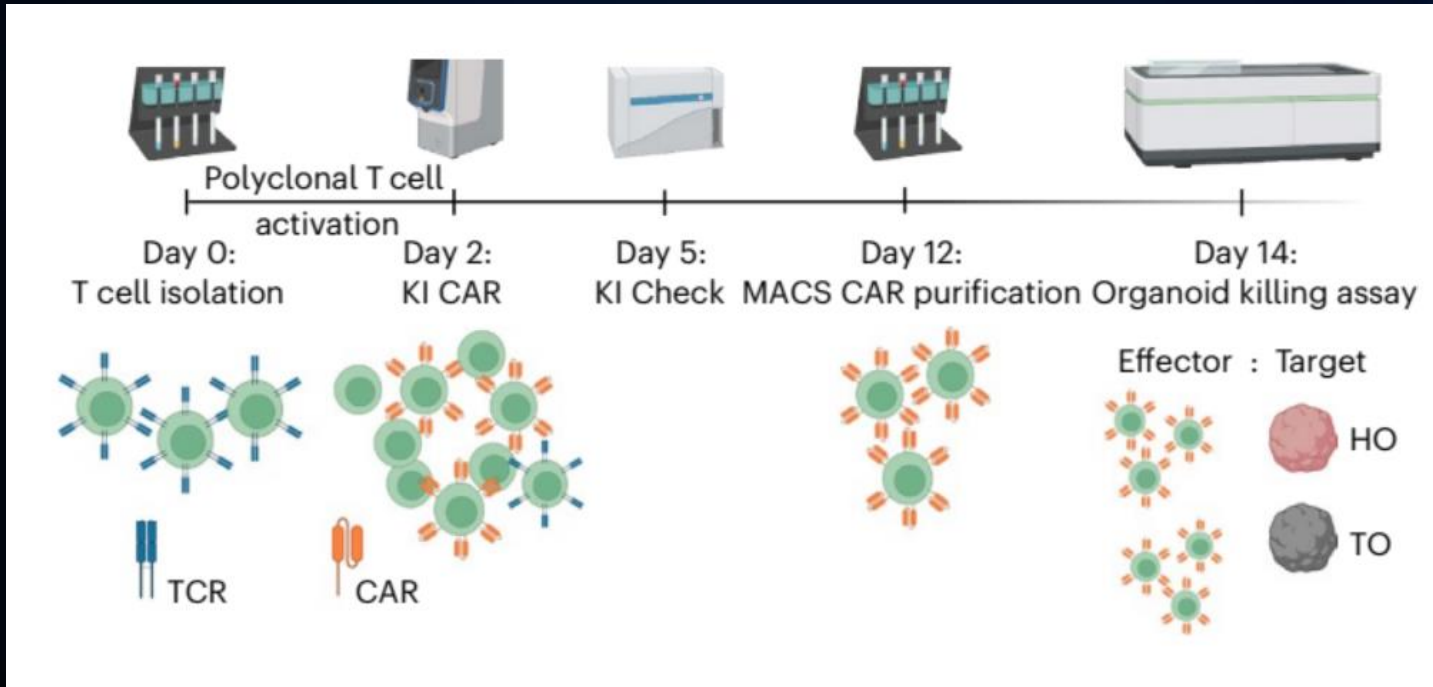 Polyclonal T cell
activation
Day 0:
T cell isolation
Day 2:
KI CAR
Day 5:
KI Check
Day 12:
MACS CAR purification
Day 14:
Organoid killing assay
Effector : Target
HO
TO
TCR
CAR